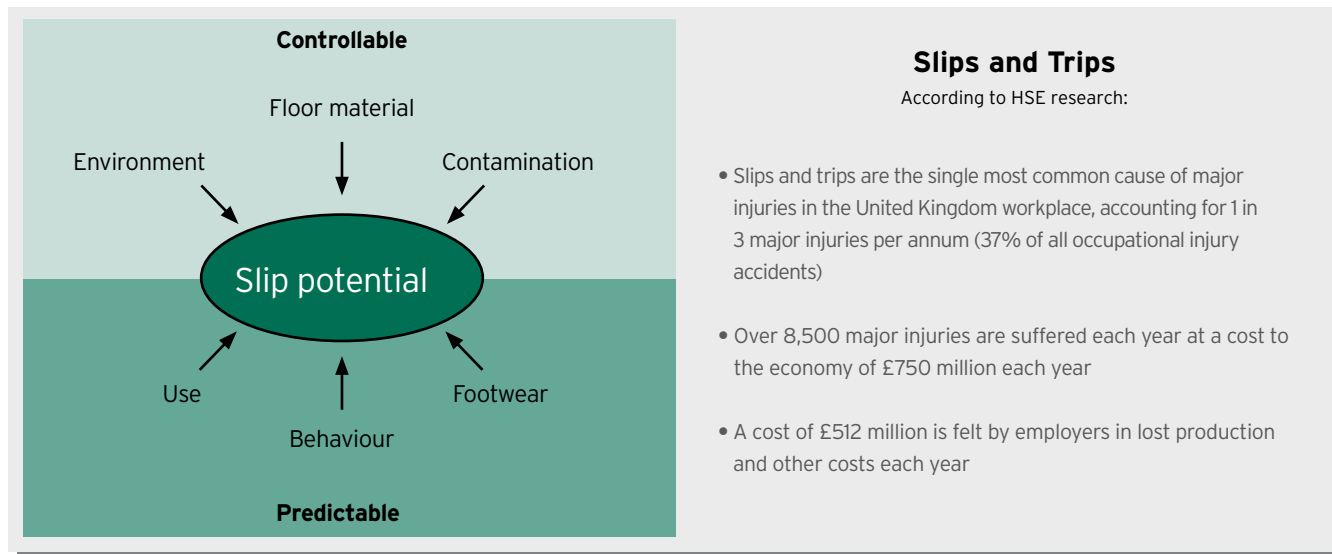 Controllable
Floor material
Environment
Contamination
Slip potential
Use
Footwear
Behaviour
Predictable
Slips and Trips
According to HSE research:
• Slips and trips are the single most common cause of major
injuries in the United Kingdom workplace, accounting for 1 in
3 major injuries per annum (37% of all occupational injury
accidents)
• Over 8,500 major injuries are suffered each year at a cost to
the economy of £750 million each year
• A cost of £512 million is felt by employers in lost production
and other costs each year